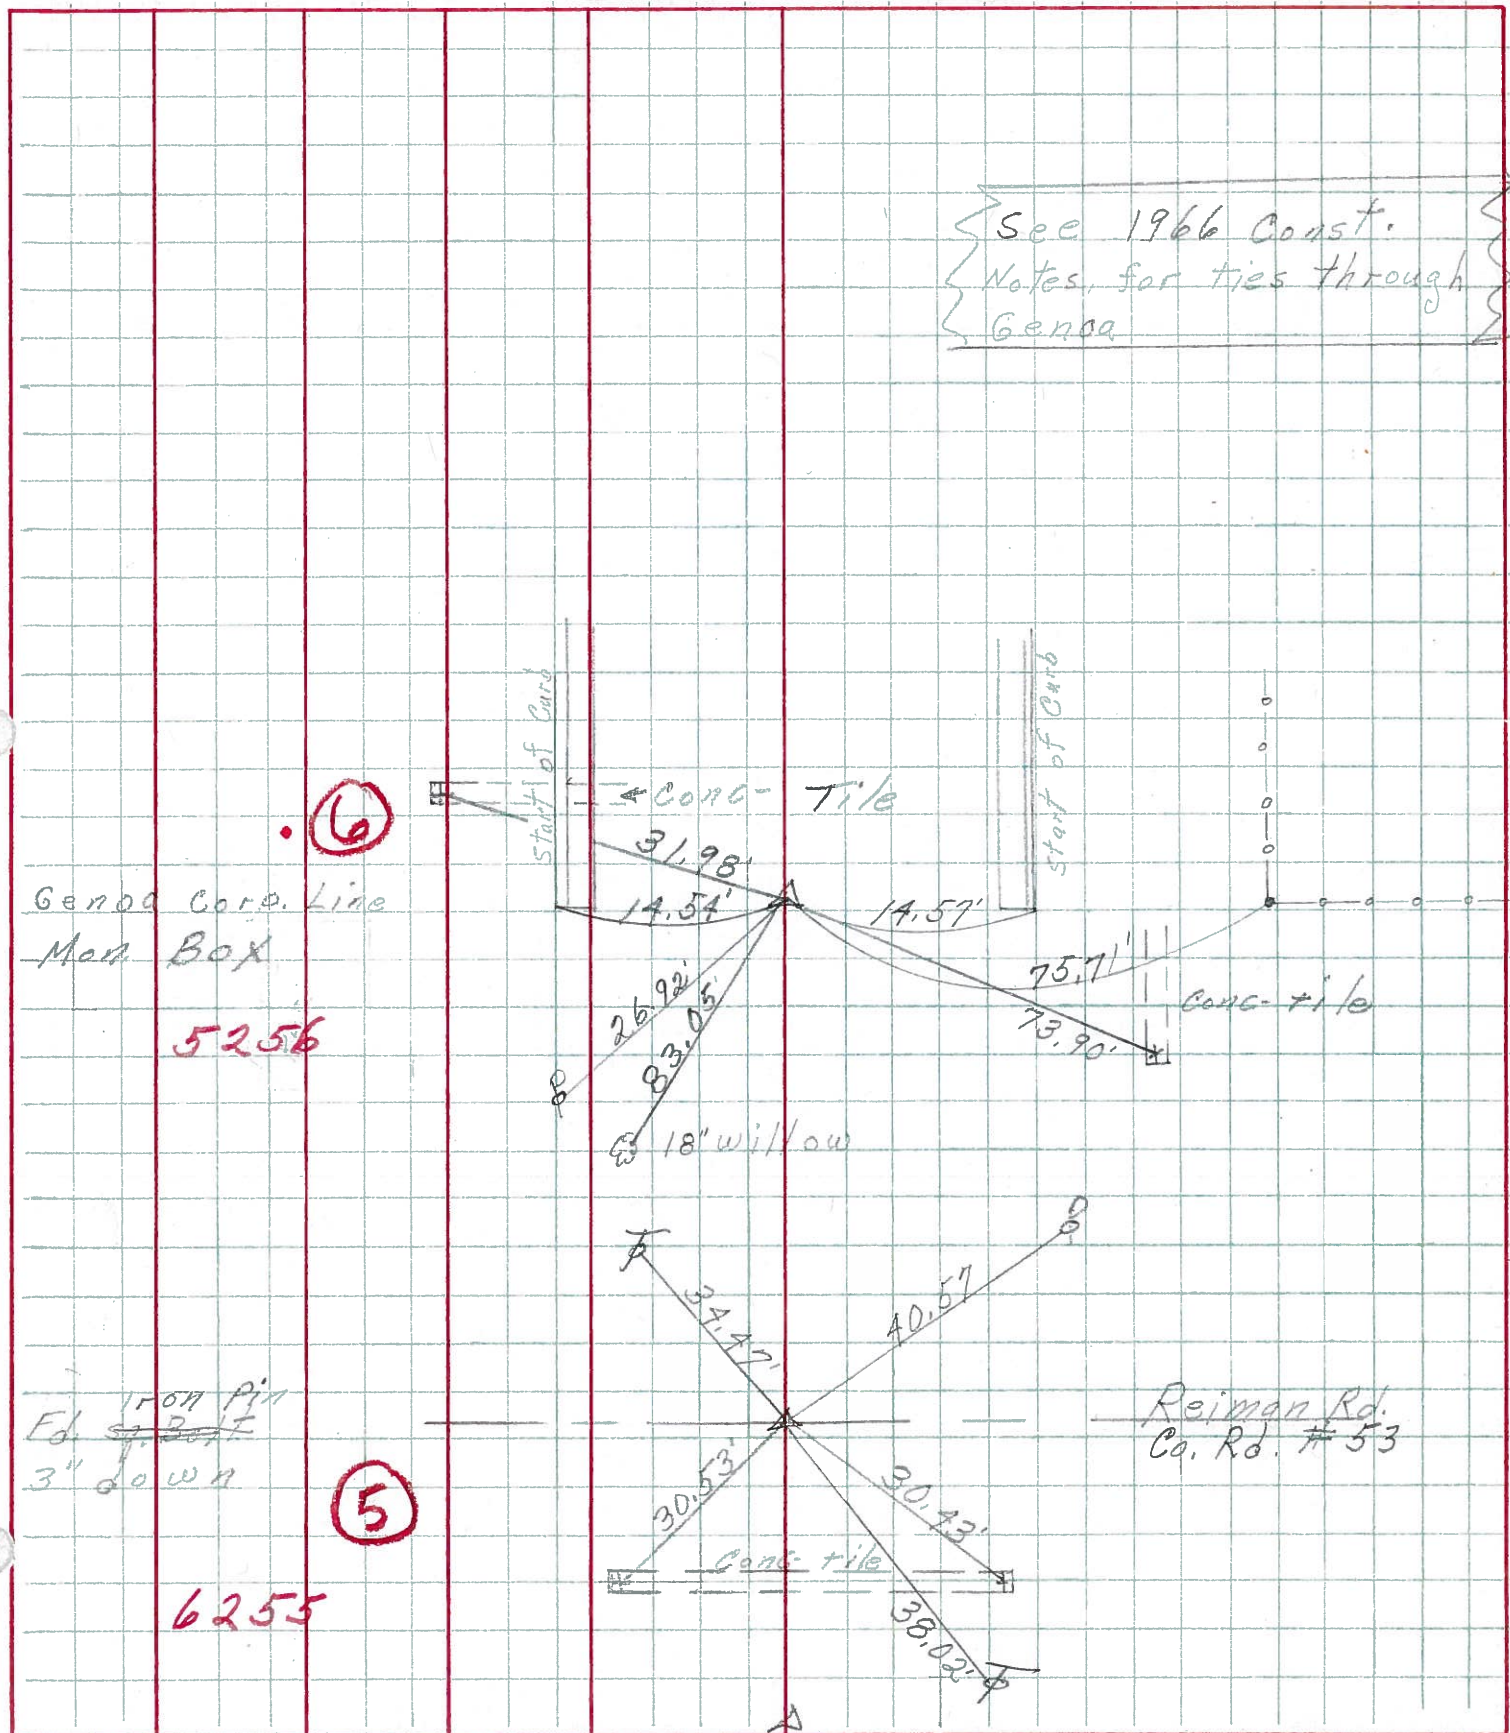 See 1966 Const.
Notes, for ties through
Genoa
Start of Curb
Start of Curb
Conc- Tile
6
31.98'
Genoa Corp. Line
14.54'
14.57'
Mon. Box
75.71'
Conc-tile
26.92'
83.05'
73.90'
5256
18" willow
34.47'
40.57
Iron Pin
Fd. Sq. Bolt
3" down
Reiman Rd.
Co. Rd. #53
5
30.53'
30.43'
Conc-tile
6255
38.02'